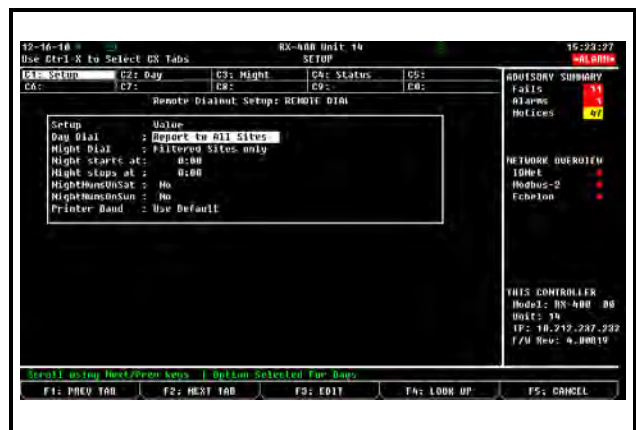 12-16-10
RX-400 Unit 14
15:23:27
Use Ctrl-X to Select CX Tabs
SETUP
*ALARM*
C1: Setup
C2: Day
C3: Night
C4: Status
C5:
C6:
C7:
C8:
C9:
C0:
Remote Dialout Setup: REMOTE DIAL
Setup Value
Day Dial : Report to All Sites
Night Dial : Filtered Sites only
Night starts at: 0:00
Night stops at : 0:00
NightRunsOnSat : No
NightRunsOnSun : No
Printer Baud : Use Default
ADVISORY SUMMARY
Fails 11
Alarms
Notices 47
NETWORK OVERVIEW
IONet
Modbus-2
Echelon
THIS CONTROLLER
Model: RX-400 00
Unit: 14
IP: 10.212.237.232
F/W Rev: 4.00B19
Scroll using Next/Prev keys | Option Selected For Days
F1: PREV TAB
F2: NEXT TAB
F3: EDIT
F4: LOOK UP
F5: CANCEL